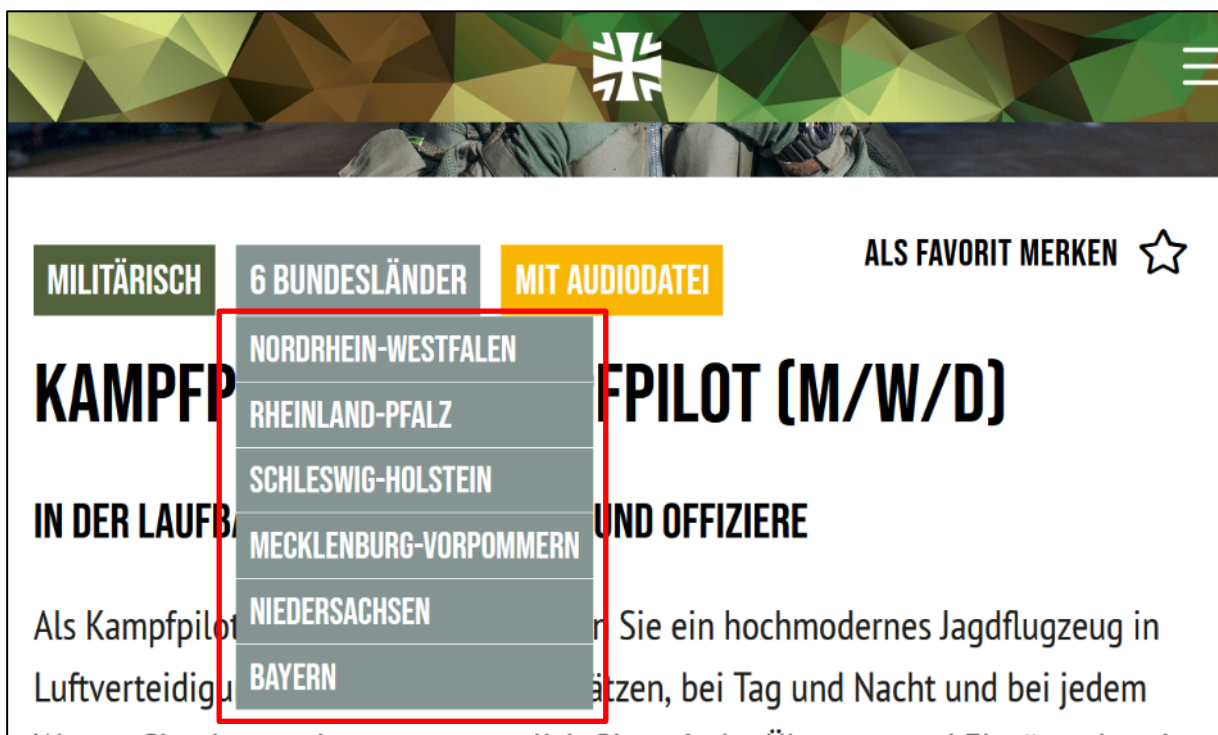 ALS FAVORIT MERKEN
MILITÄRISCH
6 BUNDESLÄNDER
MIT AUDIODATEI
NORDRHEIN-WESTFALEN
RHEINLAND-PFALZ
SCHLESWIG-HOLSTEIN
MECKLENBURG-VORPOMMERN
NIEDERSACHSEN
BAYERN
KAMPFP FPILOT (M/W/D)
IN DER LAUFBA UND OFFIZIERE
Als Kampfpilot Sie ein hochmodernes Jagdflugzeug in
Luftverteidigu ätzen, bei Tag und Nacht und bei jedem